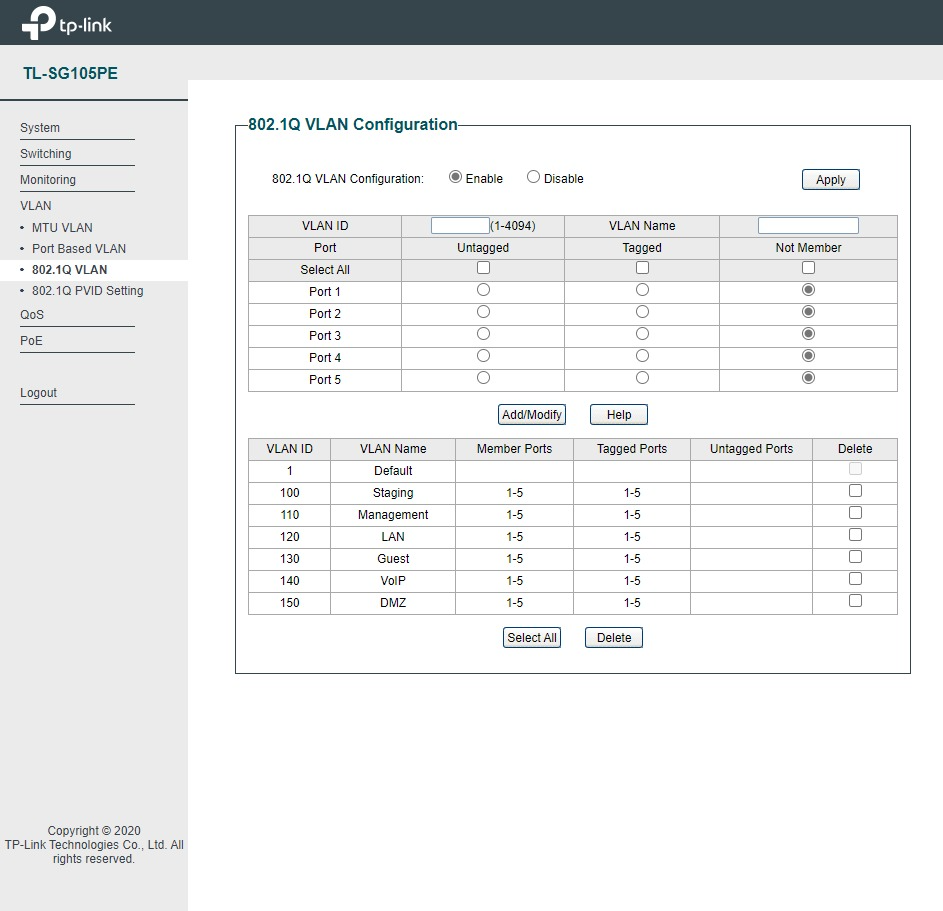 tp-link
TL-SG105PE
System
Switching
Monitoring
VLAN
• MTU VLAN
• Port Based VLAN
• 802.1Q VLAN
• 802.1Q PVID Setting
QoS
PoE
Logout
Copyright © 2020
TP-Link Technologies Co., Ltd. All
rights reserved.
802.1Q VLAN Configuration
802.1Q VLAN Configuration: Enable Disable Apply
VLAN ID (1-4094) VLAN Name
Port Untagged Tagged Not Member
Select All
Port 1
Port 2
Port 3
Port 4
Port 5
Add/Modify Help
VLAN ID VLAN Name Member Ports Tagged Ports Untagged Ports Delete
1 Default
100 Staging 1-5 1-5
110 Management 1-5 1-5
120 LAN 1-5 1-5
130 Guest 1-5 1-5
140 VoIP 1-5 1-5
150 DMZ 1-5 1-5
Select All Delete